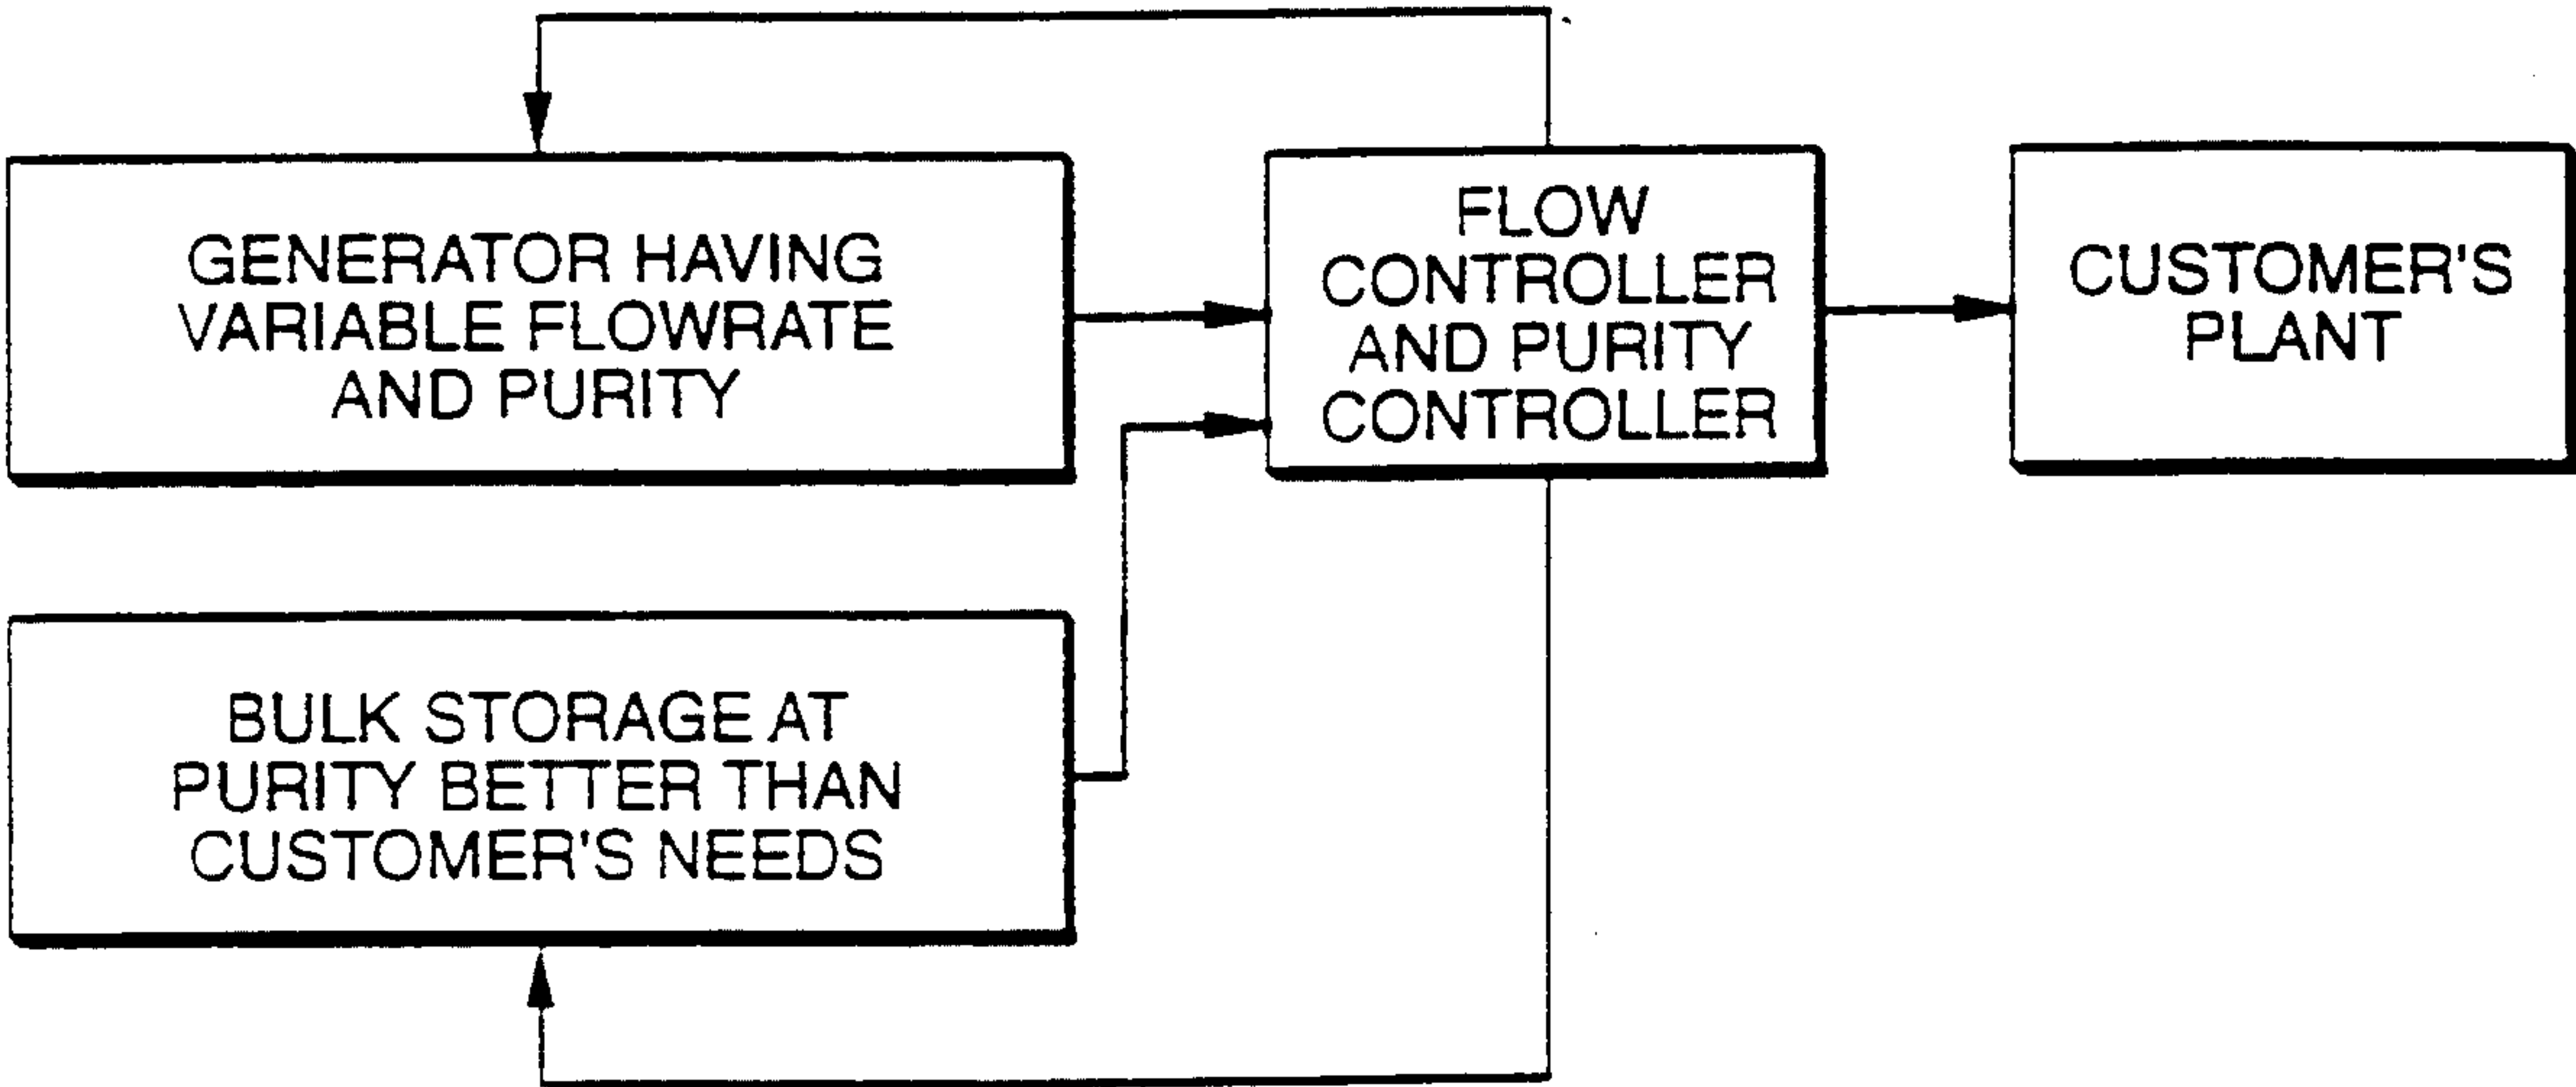 GENERATOR HAVING
VARIABLE FLOWRATE
AND PURITY
FLOW
CONTROLLER
AND PURITY
CONTROLLER
CUSTOMER'S
PLANT
BULK STORAGE AT
PURITY BETTER THAN
CUSTOMER'S NEEDS